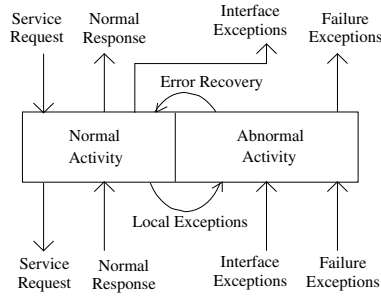 Service
Request
Normal
Response
Interface
Exceptions
Failure
Exceptions
Error Recovery
Normal
Activity
Abnormal
Activity
Local Exceptions
Service
Request
Normal
Response
Interface
Exceptions
Failure
Exceptions